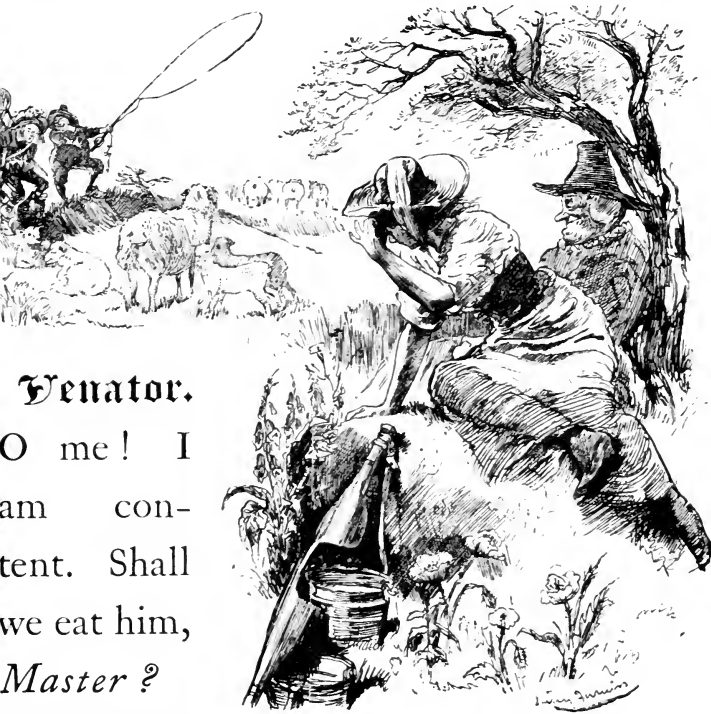 Venator.
O me! I
am con-
tent. Shall
we eat him,
Master?